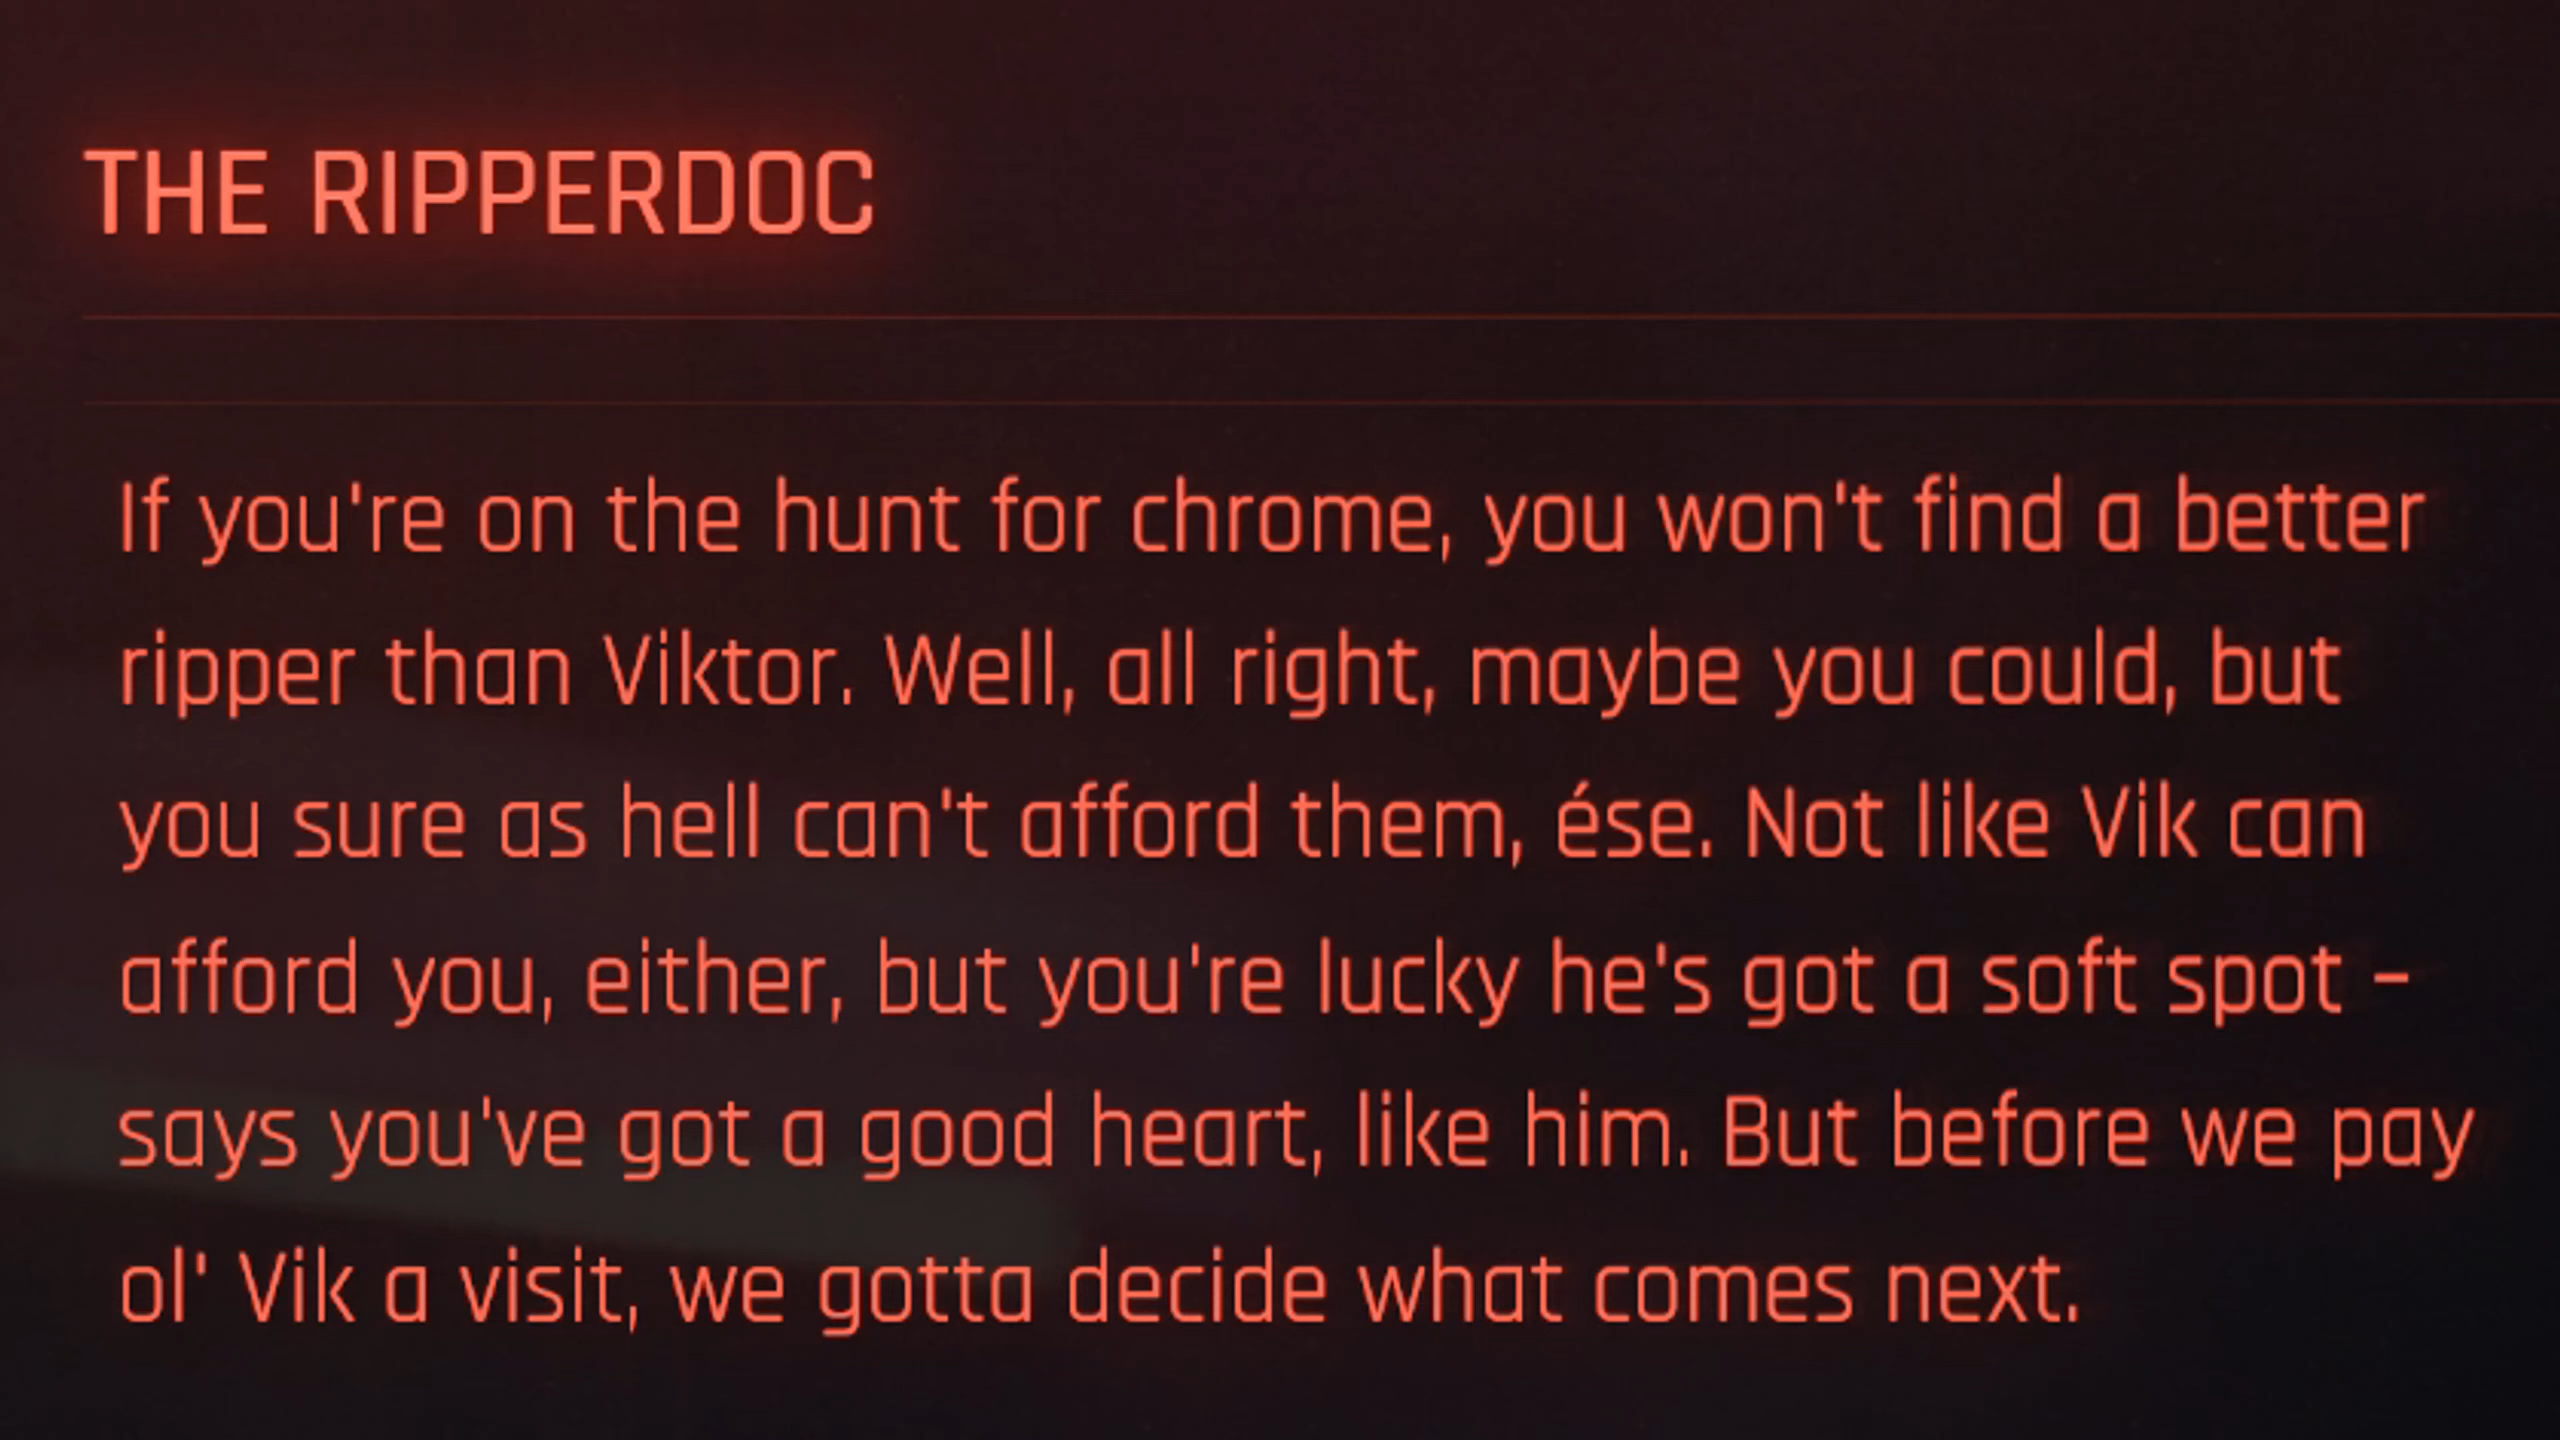 THE RIPPERDOC
If you're on the hunt for chrome, you won't find a better
ripper than Viktor. Well, all right, maybe you could, but
you sure as hell can't afford them, ése. Not like Vik can
afford you, either, but you're lucky he's got a soft spot –
says you've got a good heart, like him. But before we pay
ol' Vik a visit, we gotta decide what comes next.